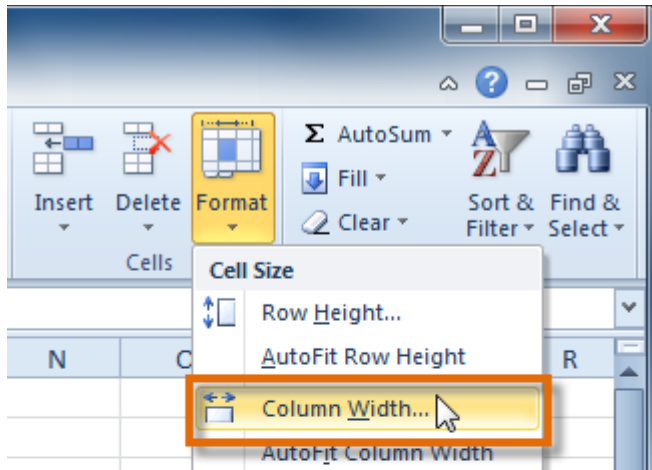 Σ AutoSum
Fill
Clear
Insert Delete Format
Sort & Filter
Find & Select
Cells
Cell Size
Row Height...
AutoFit Row Height
N
R
Column Width...
AutoFit Column Width